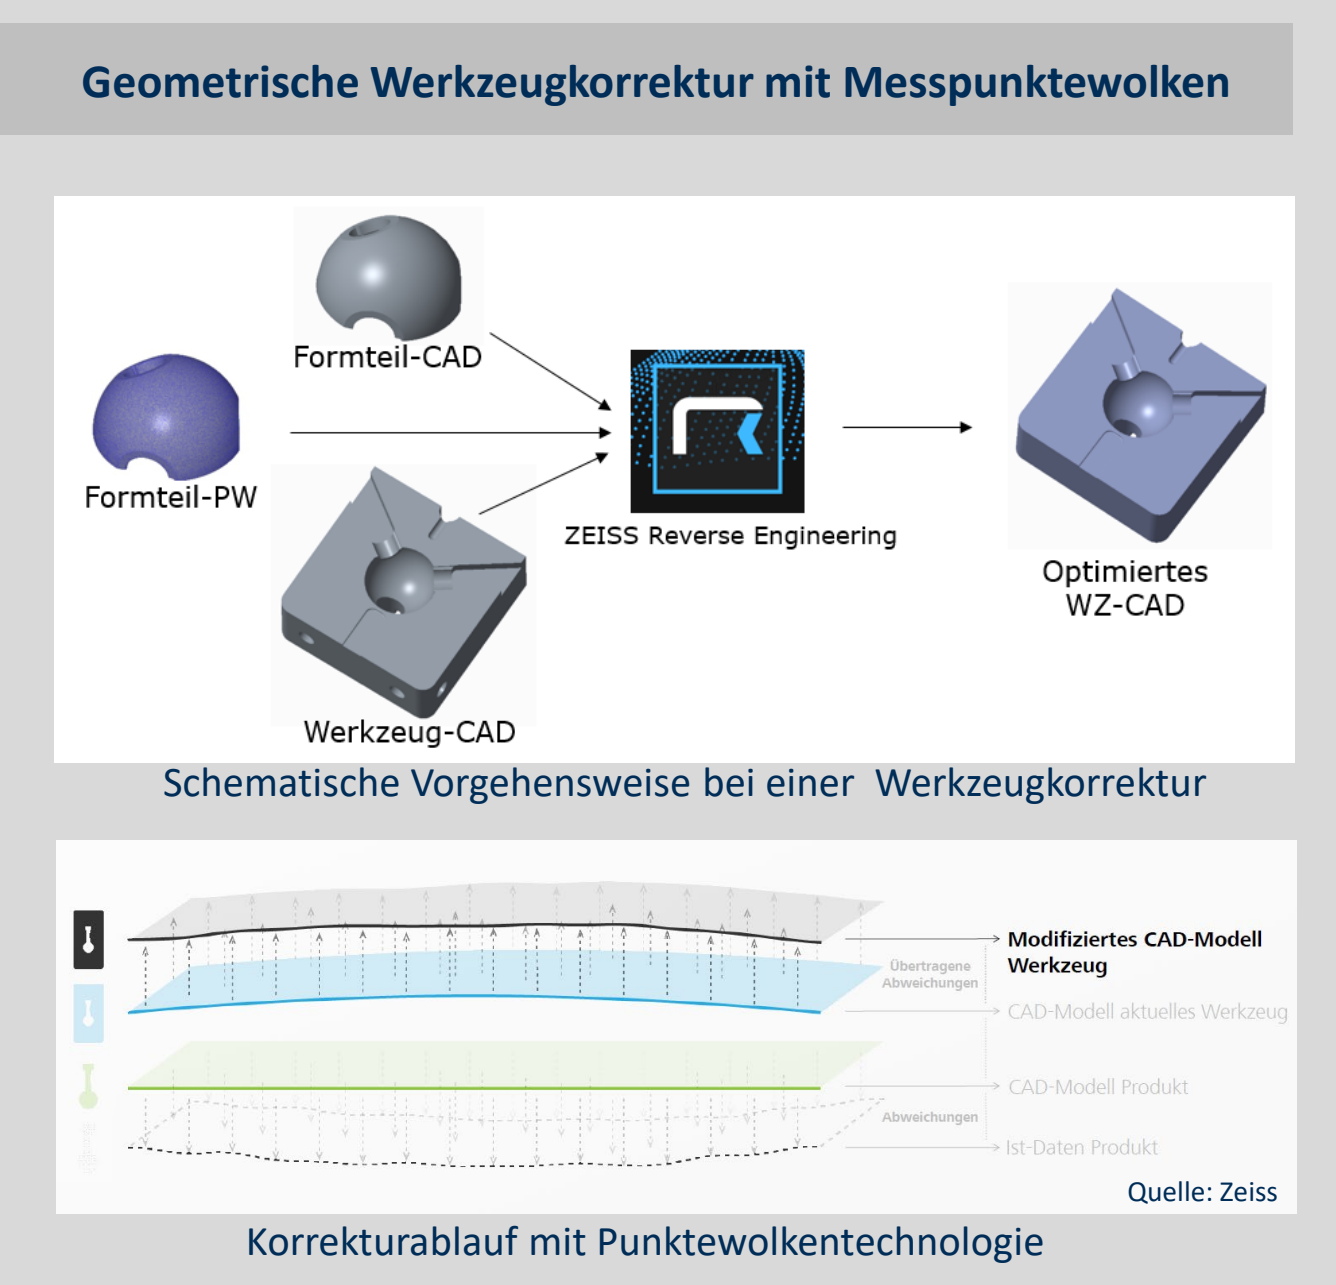 Geometrische Werkzeugkorrektur mit Messpunktewolken
Formteil-CAD
Formteil-PW
Werkzeug-CAD
ZEISS Reverse Engineering
Optimiertes
WZ-CAD
Schematische Vorgehensweise bei einer Werkzeugkorrektur
Modifiziertes CAD-Modell
Werkzeug
Übertragene
Abweichungen
CAD-Modell aktuelles Werkzeug
CAD-Modell Produkt
Abweichungen
Ist-Daten Produkt
Quelle: Zeiss
Korrekturablauf mit Punktewolkentechnologie